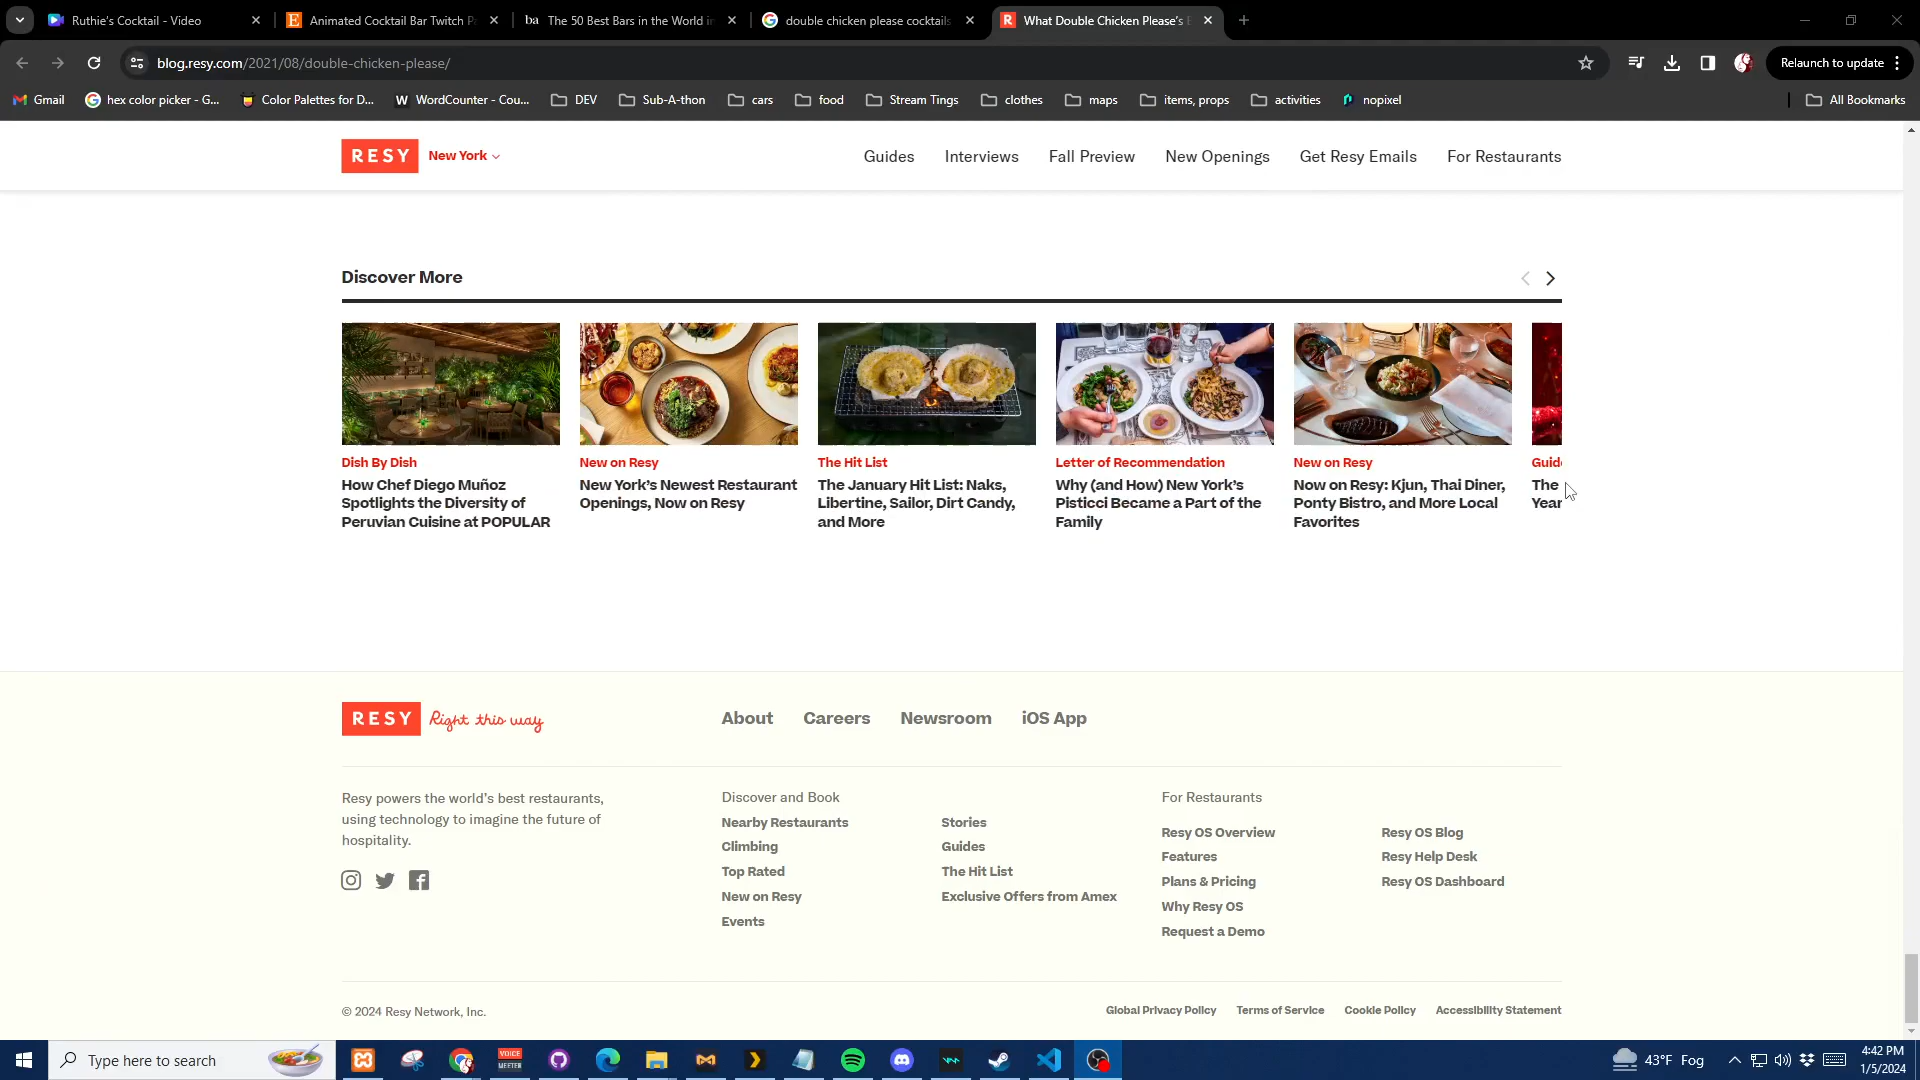 Ruthie's Cocktail - Video
Animated Cocktail Bar Twitch P
ba The 50 Best Bars in the World in
double chicken please cocktails
What Double Chicken Please's
blog.resy.com/2021/08/double-chicken-please/
Relaunch to update
Gmail
hex color picker - G...
Color Palettes for D...
WordCounter - Cou...
DEV
Sub-A-thon
cars
food
Stream Tings
clothes
maps
items, props
activities
nopixel
All Bookmarks
RESY
New York
Guides
Interviews
Fall Preview
New Openings
Get Resy Emails
For Restaurants
Discover More
Dish By Dish
How Chef Diego Muñoz
Spotlights the Diversity of
Peruvian Cuisine at POPULAR
New on Resy
New York's Newest Restaurant
Openings, Now on Resy
The Hit List
The January Hit List: Naks,
Libertine, Sailor, Dirt Candy,
and More
Letter of Recommendation
Why (and How) New York's
Pisticci Became a Part of the
Family
New on Resy
Now on Resy: Kjun, Thai Diner,
Ponty Bistro, and More Local
Favorites
Guide
The
Year
RESY Right this way
About
Careers
Newsroom
iOS App
Resy powers the world's best restaurants,
using technology to imagine the future of
hospitality.
Discover and Book
Nearby Restaurants
Climbing
Top Rated
New on Resy
Events
Stories
Guides
The Hit List
Exclusive Offers from Amex
For Restaurants
Resy OS Overview
Features
Plans & Pricing
Why Resy OS
Request a Demo
Resy OS Blog
Resy Help Desk
Resy OS Dashboard
© 2024 Resy Network, Inc.
Global Privacy Policy
Terms of Service
Cookie Policy
Accessibility Statement
Type here to search
VOICE
MEETER
43°F Fog
4:42 PM
1/5/2024